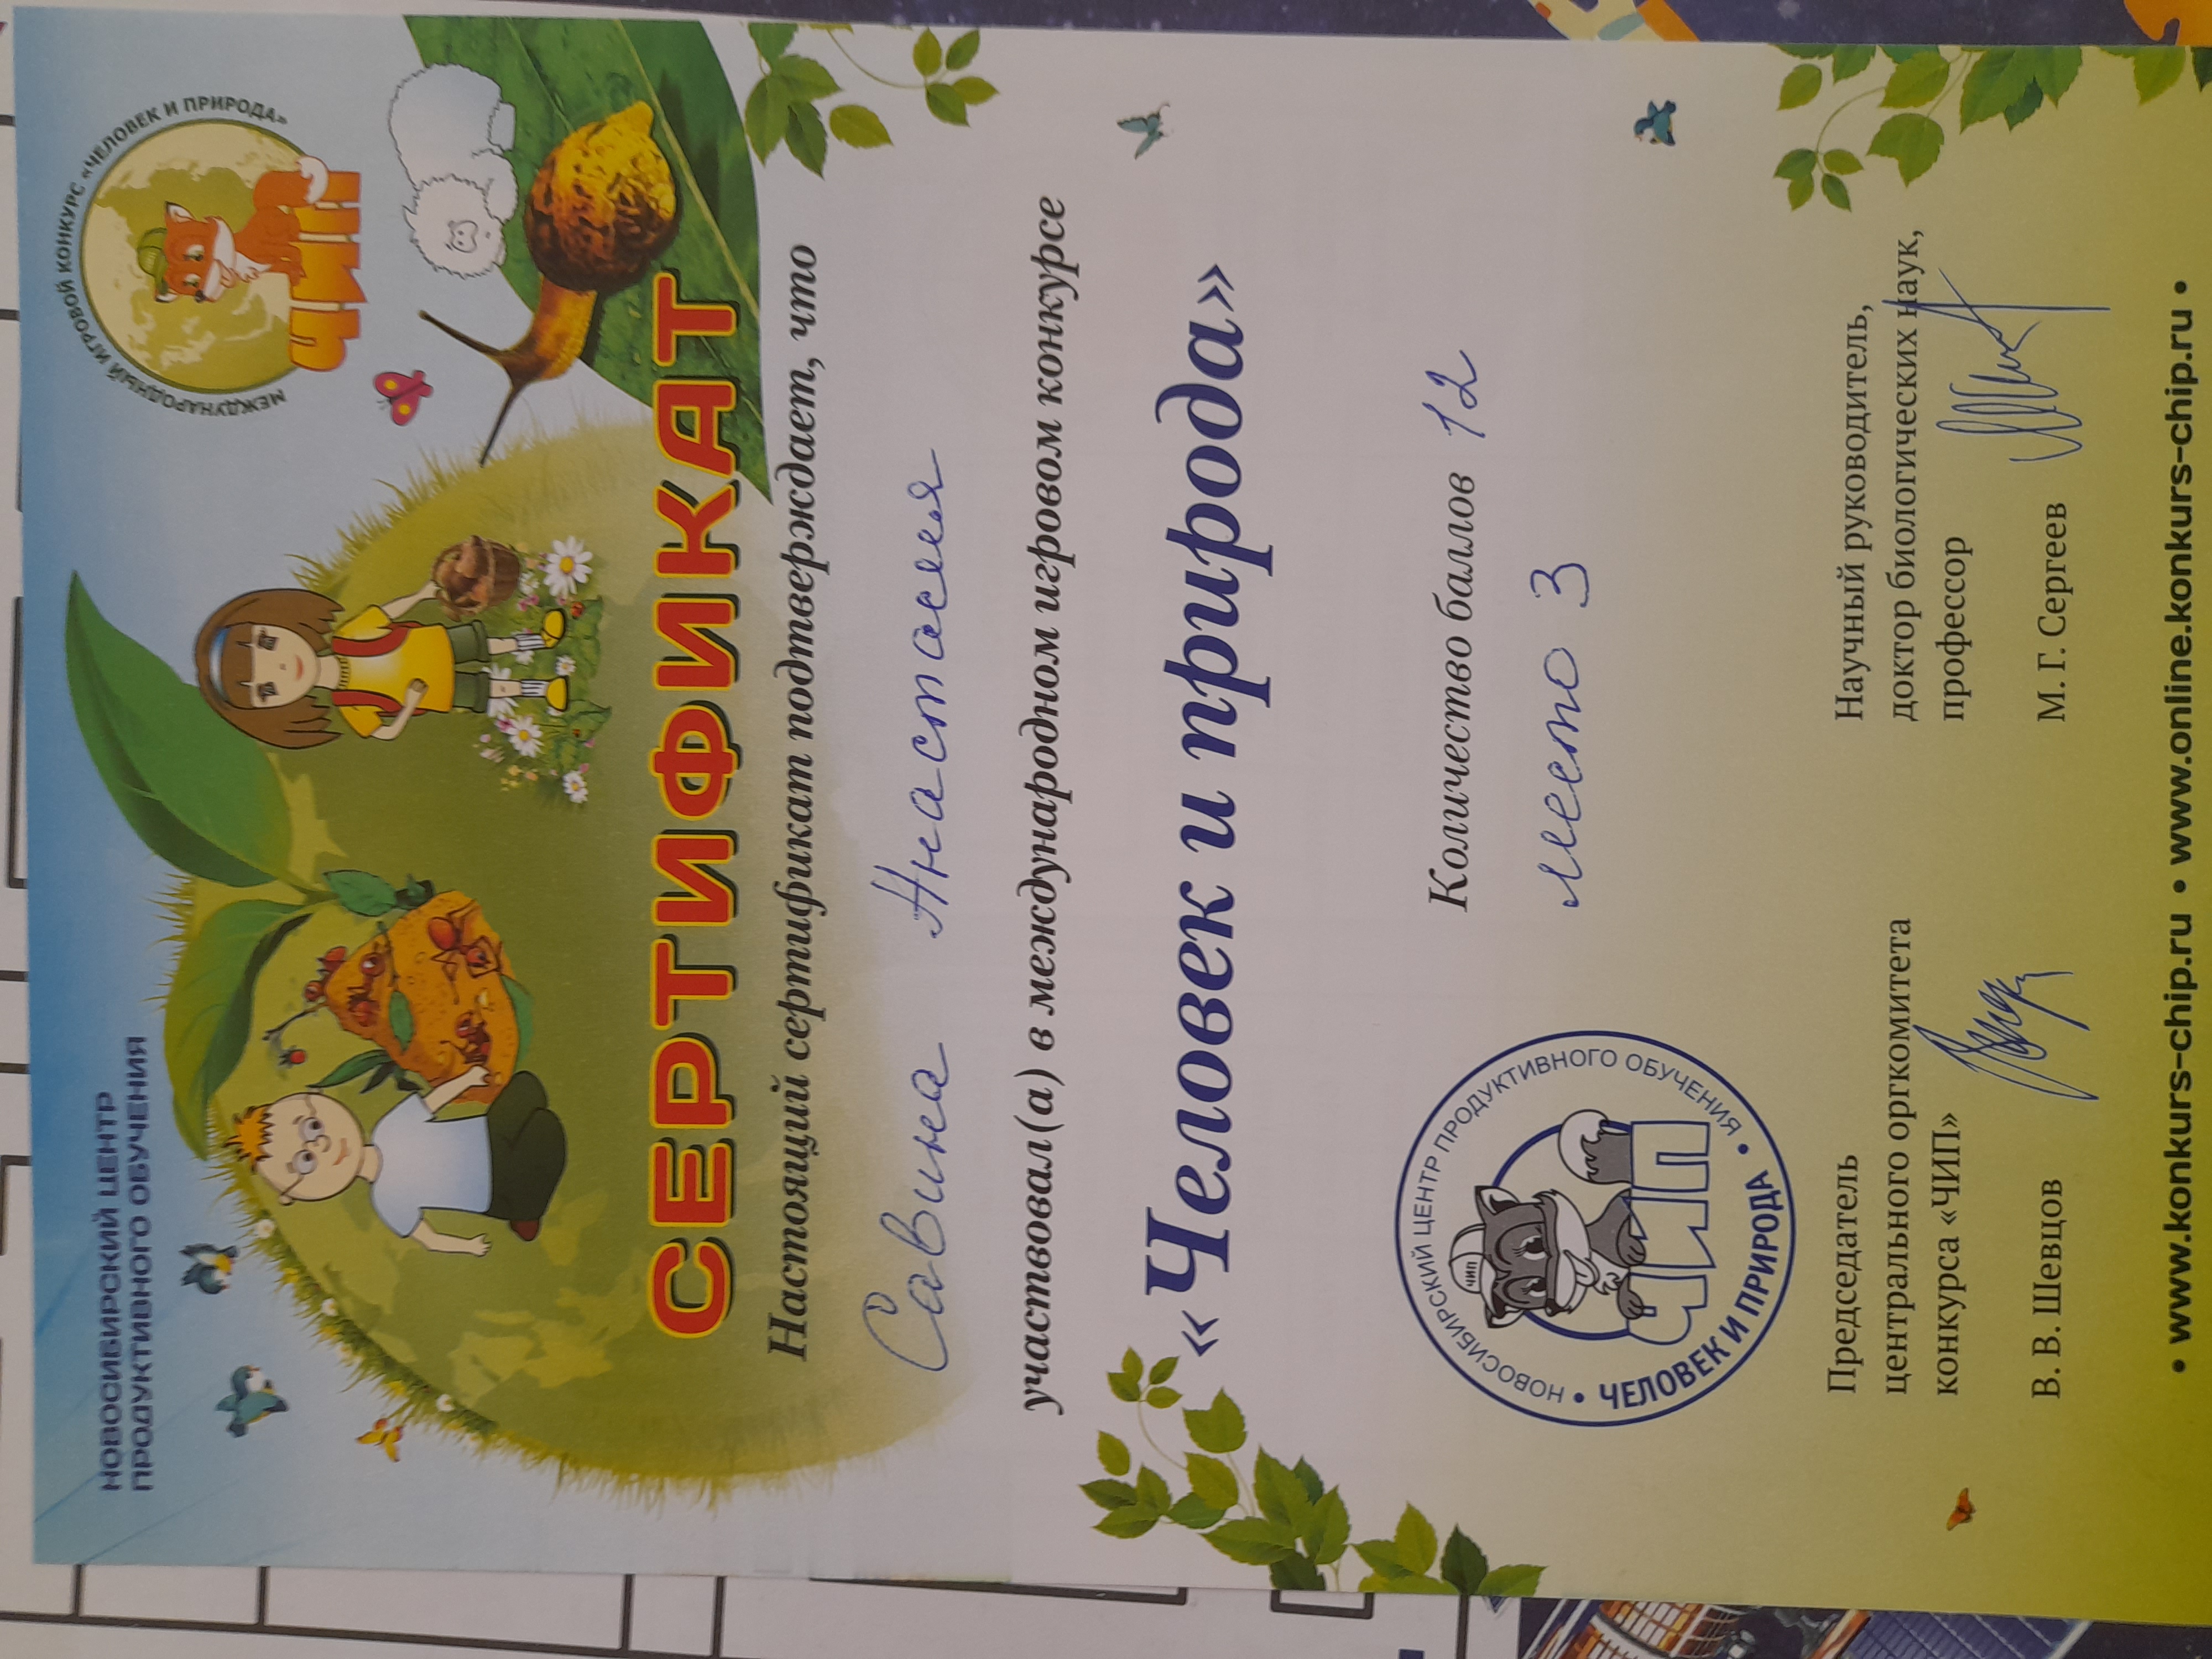 НОВОСИБИРСКИЙ ЦЕНТР
ПРОДУКТИВНОГО ОБУЧЕНИЯ
МЕЖДУНАРОДНЫЙ ИГРОВОЙ КОНКУРС «ЧЕЛОВЕК И ПРИРОДА»
ЧИП
СЕРТИФИКАТ
Настоящий сертификат подтверждает, что
Савина Анастасия
участвовал(а) в международном игровом конкурсе
«Человек и природа»
Количество баллов 12
место 3
НОВОСИБИРСКИЙ ЦЕНТР ПРОДУКТИВНОГО ОБУЧЕНИЯ
ЧИП
ЧИП
• ЧЕЛОВЕК И ПРИРОДА •
Председатель
центрального оргкомитета
конкурса «ЧИП»
В. В. Шевцов
Научный руководитель,
доктор биологических наук,
профессор
М. Г. Сергеев
• www.konkurs-chip.ru • www.online.konkurs-chip.ru •